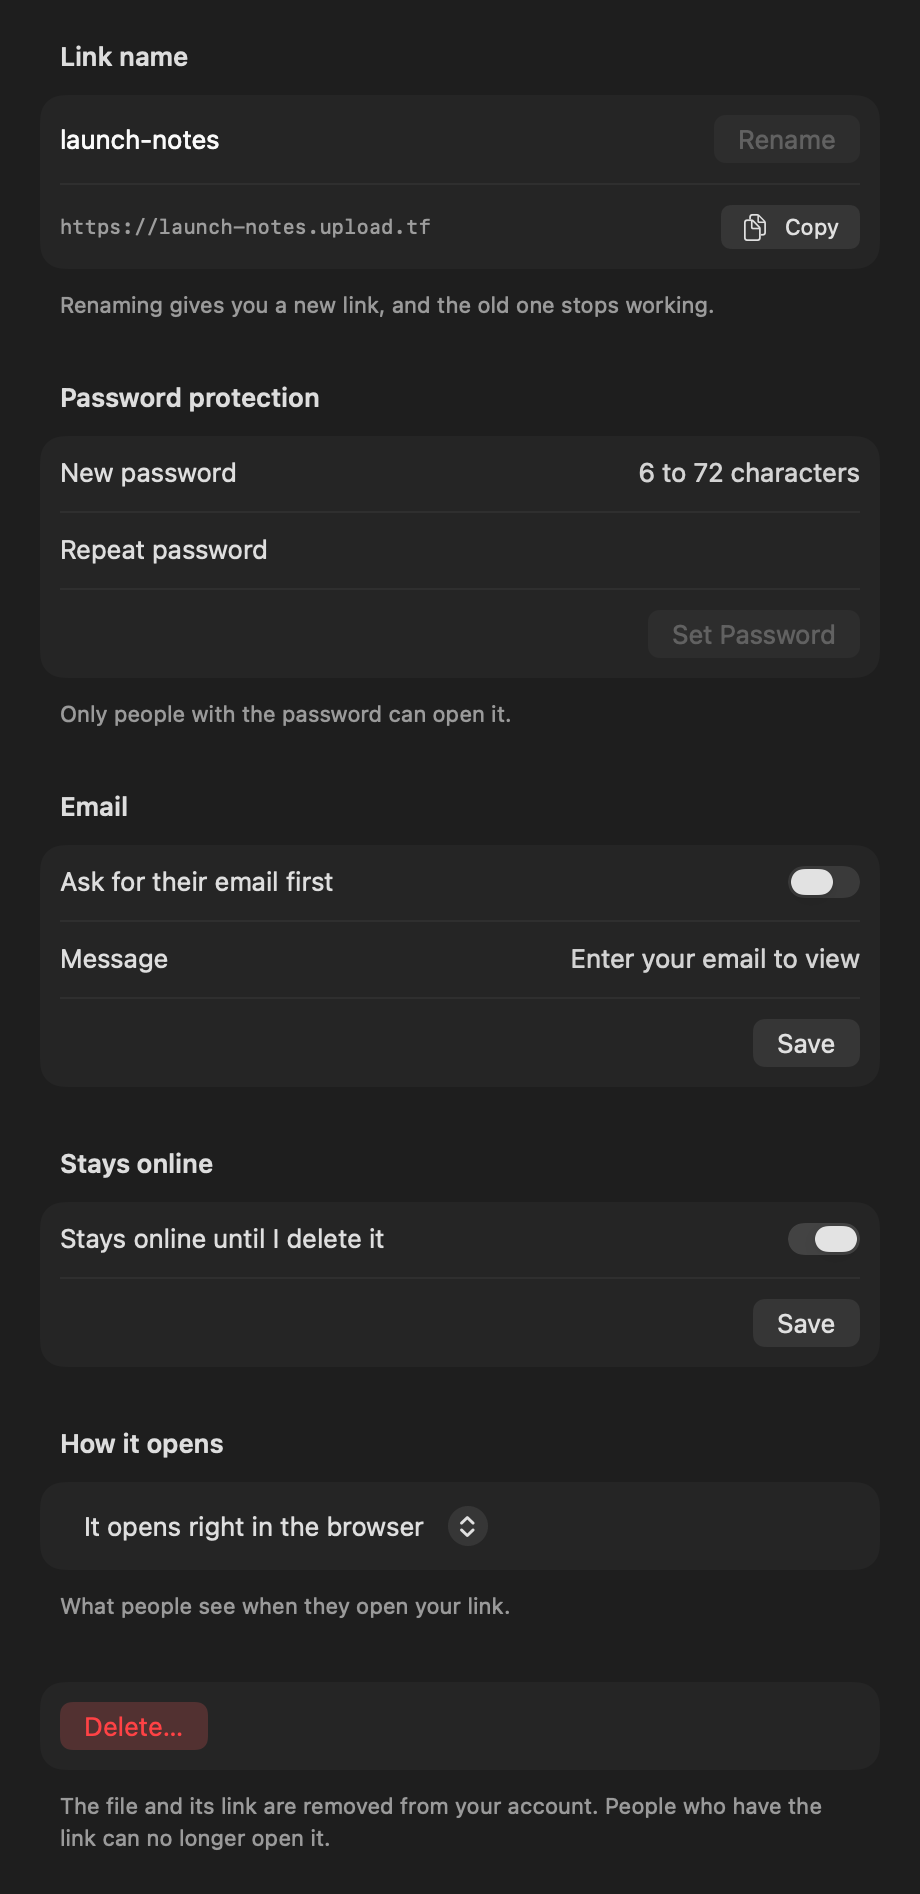 Link name
launch-notes
Rename
https://launch-notes.upload.tf
Copy
Renaming gives you a new link, and the old one stops working.
Password protection
New password
6 to 72 characters
Repeat password
Set Password
Only people with the password can open it.
Email
Ask for their email first
Message
Enter your email to view
Save
Stays online
Stays online until I delete it
Save
How it opens
It opens right in the browser
What people see when they open your link.
Delete...
The file and its link are removed from your account. People who have the
link can no longer open it.